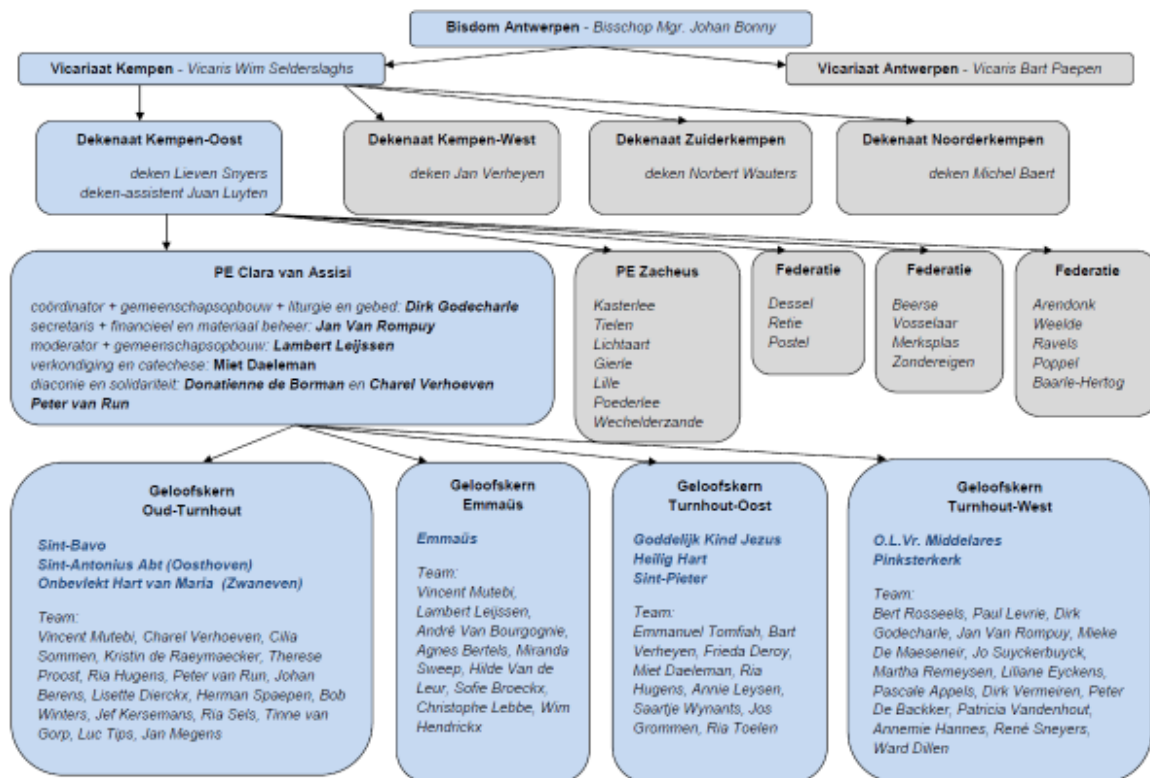 Bisdom Antwerpen - Bisschop Mgr. Johan Bonny
Vicariaat Kempen - Vicaris Wim Selderslaghs
Vicariaat Antwerpen - Vicaris Bart Paepen
Dekenaat Kempen-Oost
deken Lieven Snyers
deken-assistent Juan Luyten
Dekenaat Kempen-West
deken Jan Verheyen
Dekenaat Zuiderkempen
deken Norbert Wauters
Dekenaat Noorderkempen
deken Michel Baert
PE Clara van Assisi
coördinator + gemeenschapsopbouw + liturgie en gebed: Dirk Godecharle
secretaris + financieel en materiaal beheer: Jan Van Rompuy
moderator + gemeenschapsopbouw: Lambert Leijssen
verkondiging en catechese: Miet Daeleman
diaconie en solidariteit: Donatienne de Borman en Charel Verhoeven
Peter van Run
PE Zacheus
Kasterlee
Tielen
Lichtaart
Gierle
Lille
Poederlee
Wechelderzande
Federatie
Dessel
Retie
Postel
Federatie
Beerse
Vosselaar
Merksplas
Zondereigen
Federatie
Arendonk
Weelde
Ravels
Poppel
Baarle-Hertog
Geloofskern
Oud-Turnhout
Sint-Bavo
Sint-Antonius Abt (Oosthoven)
Onbevlekt Hart van Maria (Zwaneven)
Team:
Vincent Mutebi, Charel Verhoeven, Cilia
Sommen, Kristin de Raeymaecker, Therese
Proost, Ria Hugens, Peter van Run, Johan
Berens, Lisette Dierckx, Herman Spaepen, Bob
Winters, Jef Kersemans, Ria Sels, Tinne van
Gorp, Luc Tips, Jan Megens
Geloofskern
Emmaüs
Emmaüs
Team:
Vincent Mutebi,
Lambert Leijssen,
André Van Bourgognie,
Agnes Bertels, Miranda
Sweep, Hilde Van de
Leur, Sofie Broeckx,
Christophe Lebbe, Wim
Hendrickx
Geloofskern
Turnhout-Oost
Goddelijk Kind Jezus
Heilig Hart
Sint-Pieter
Team:
Emmanuel Tomfiah, Bart
Verheyen, Frieda Deroy,
Miet Daeleman, Ria
Hugens, Annie Leysen,
Saartje Wynants, Jos
Grommen, Ria Toelen
Geloofskern
Turnhout-West
O.L.Vr. Middelares
Pinksterkerk
Team:
Bert Rosseels, Paul Levrie, Dirk
Godecharle, Jan Van Rompuy, Mieke
De Maeseneir, Jo Suyckerbuyck,
Martha Remeysen, Liliane Eyckens,
Pascale Appels, Dirk Vermeiren, Peter
De Backker, Patricia Vandenhout,
Annemie Hannes, René Sneyers,
Ward Dillen